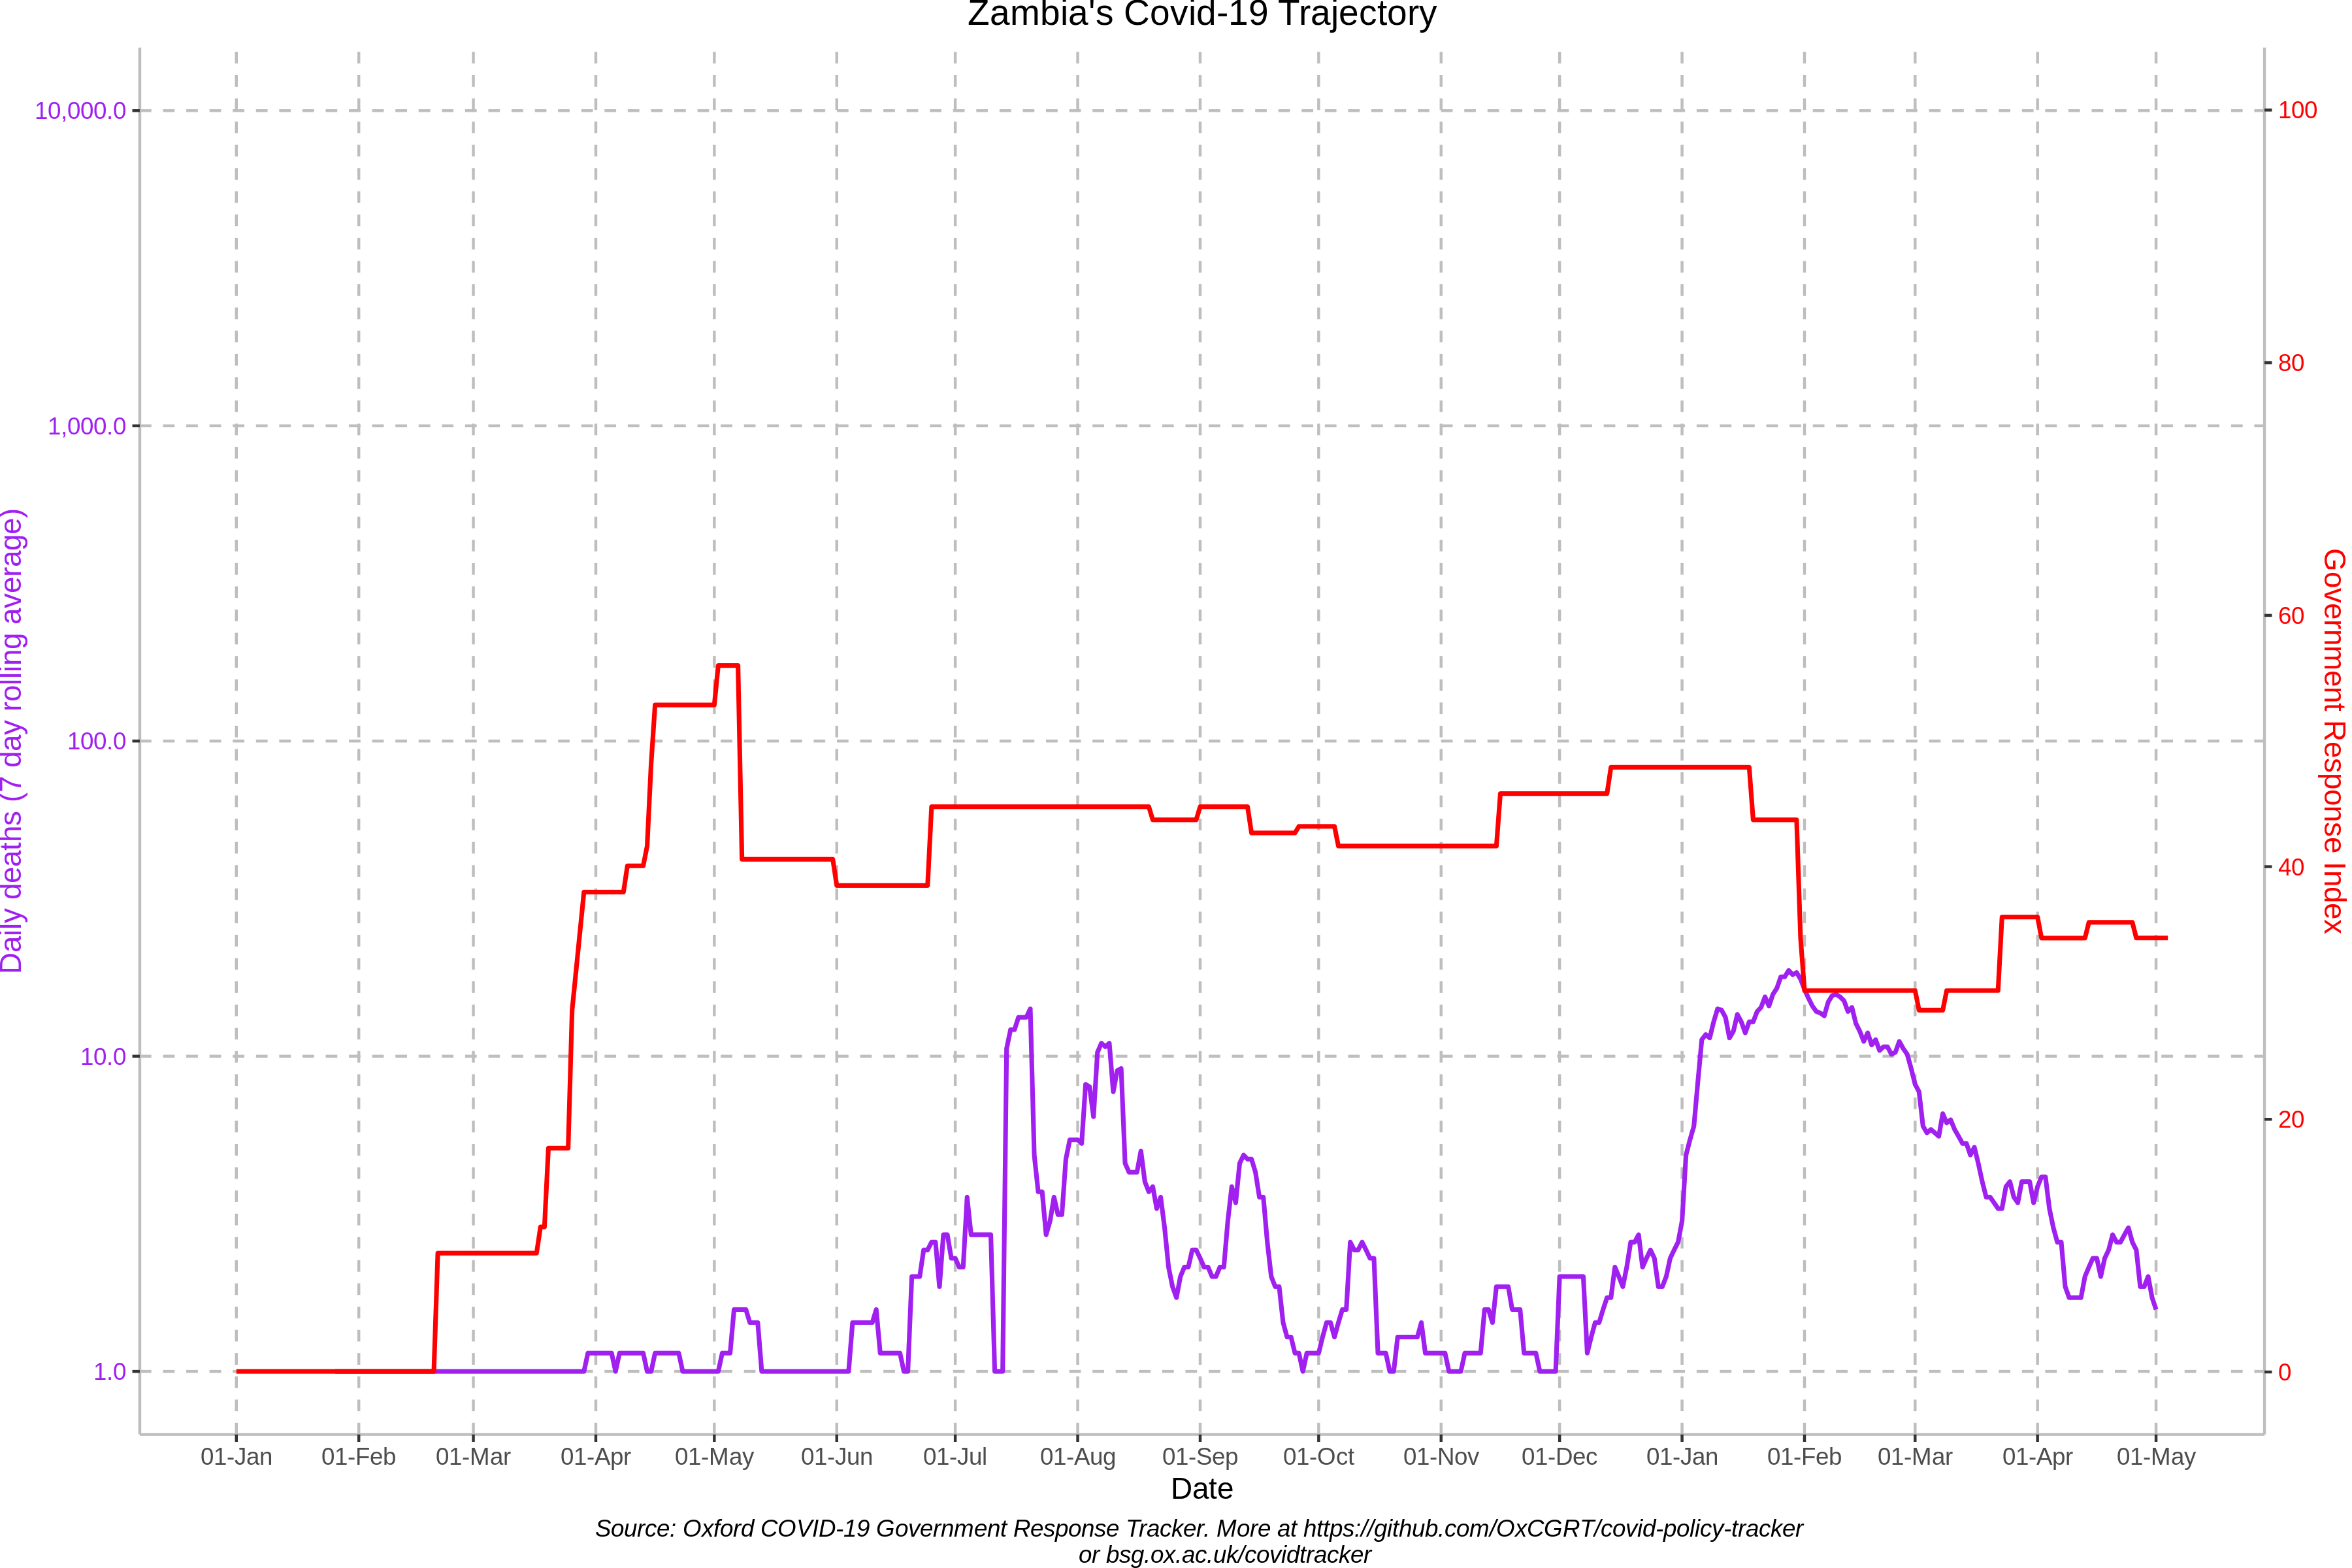 Zambia's Covid-19 Trajectory
10,000.0
1,000.0
100.0
10.0
1.0
Daily deaths (7 day rolling average)
100
80
60
40
20
0
Government Response Index
01-Jan 01-Feb 01-Mar 01-Apr 01-May 01-Jun 01-Jul 01-Aug 01-Sep 01-Oct 01-Nov 01-Dec 01-Jan 01-Feb 01-Mar 01-Apr 01-May
Date
Source: Oxford COVID-19 Government Response Tracker. More at https://github.com/OxCGRT/covid-policy-tracker
or bsg.ox.ac.uk/covidtracker